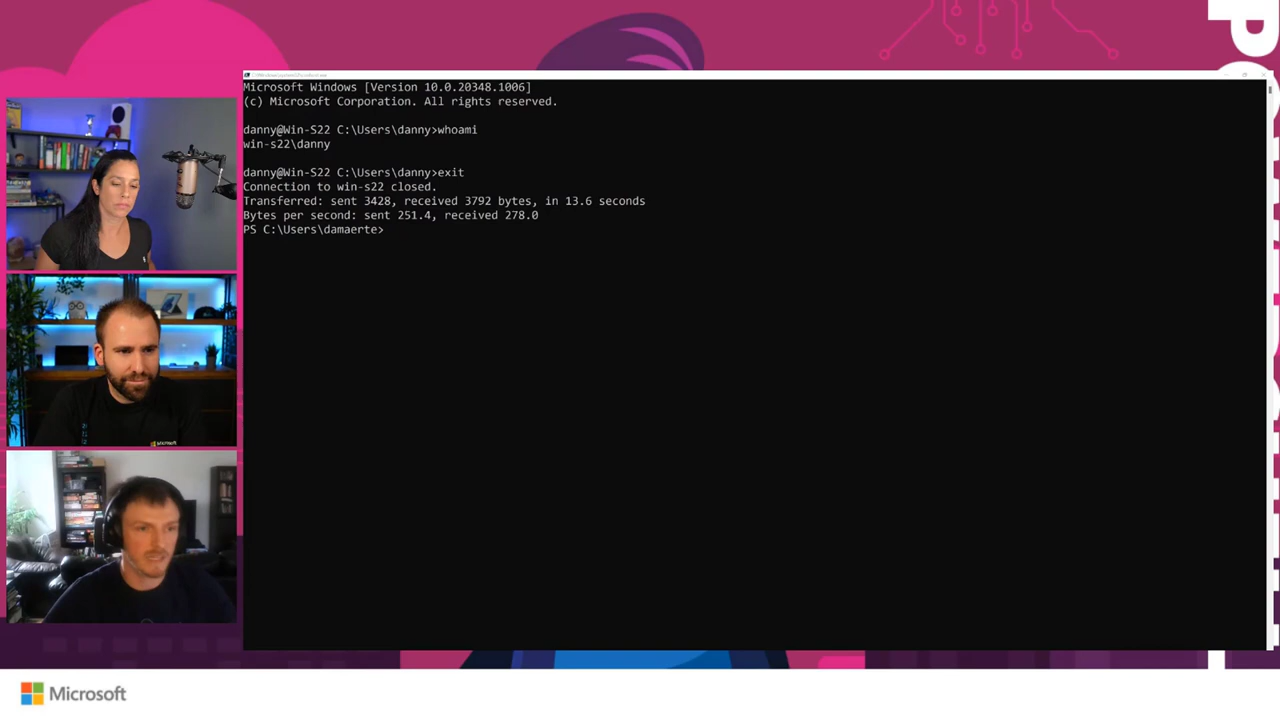 Microsoft Windows [Version 10.0.20348.1006]
(c) Microsoft Corporation. All rights reserved.
danny@Win-S22 C:\Users\danny>whoami
win-s22\danny
danny@Win-S22 C:\Users\danny>exit
Connection to win-s22 closed.
Transferred: sent 3428, received 3792 bytes, in 13.6 seconds
Bytes per second: sent 251.4, received 278.0
PS C:\Users\damaerte>
Microsoft
Microsoft